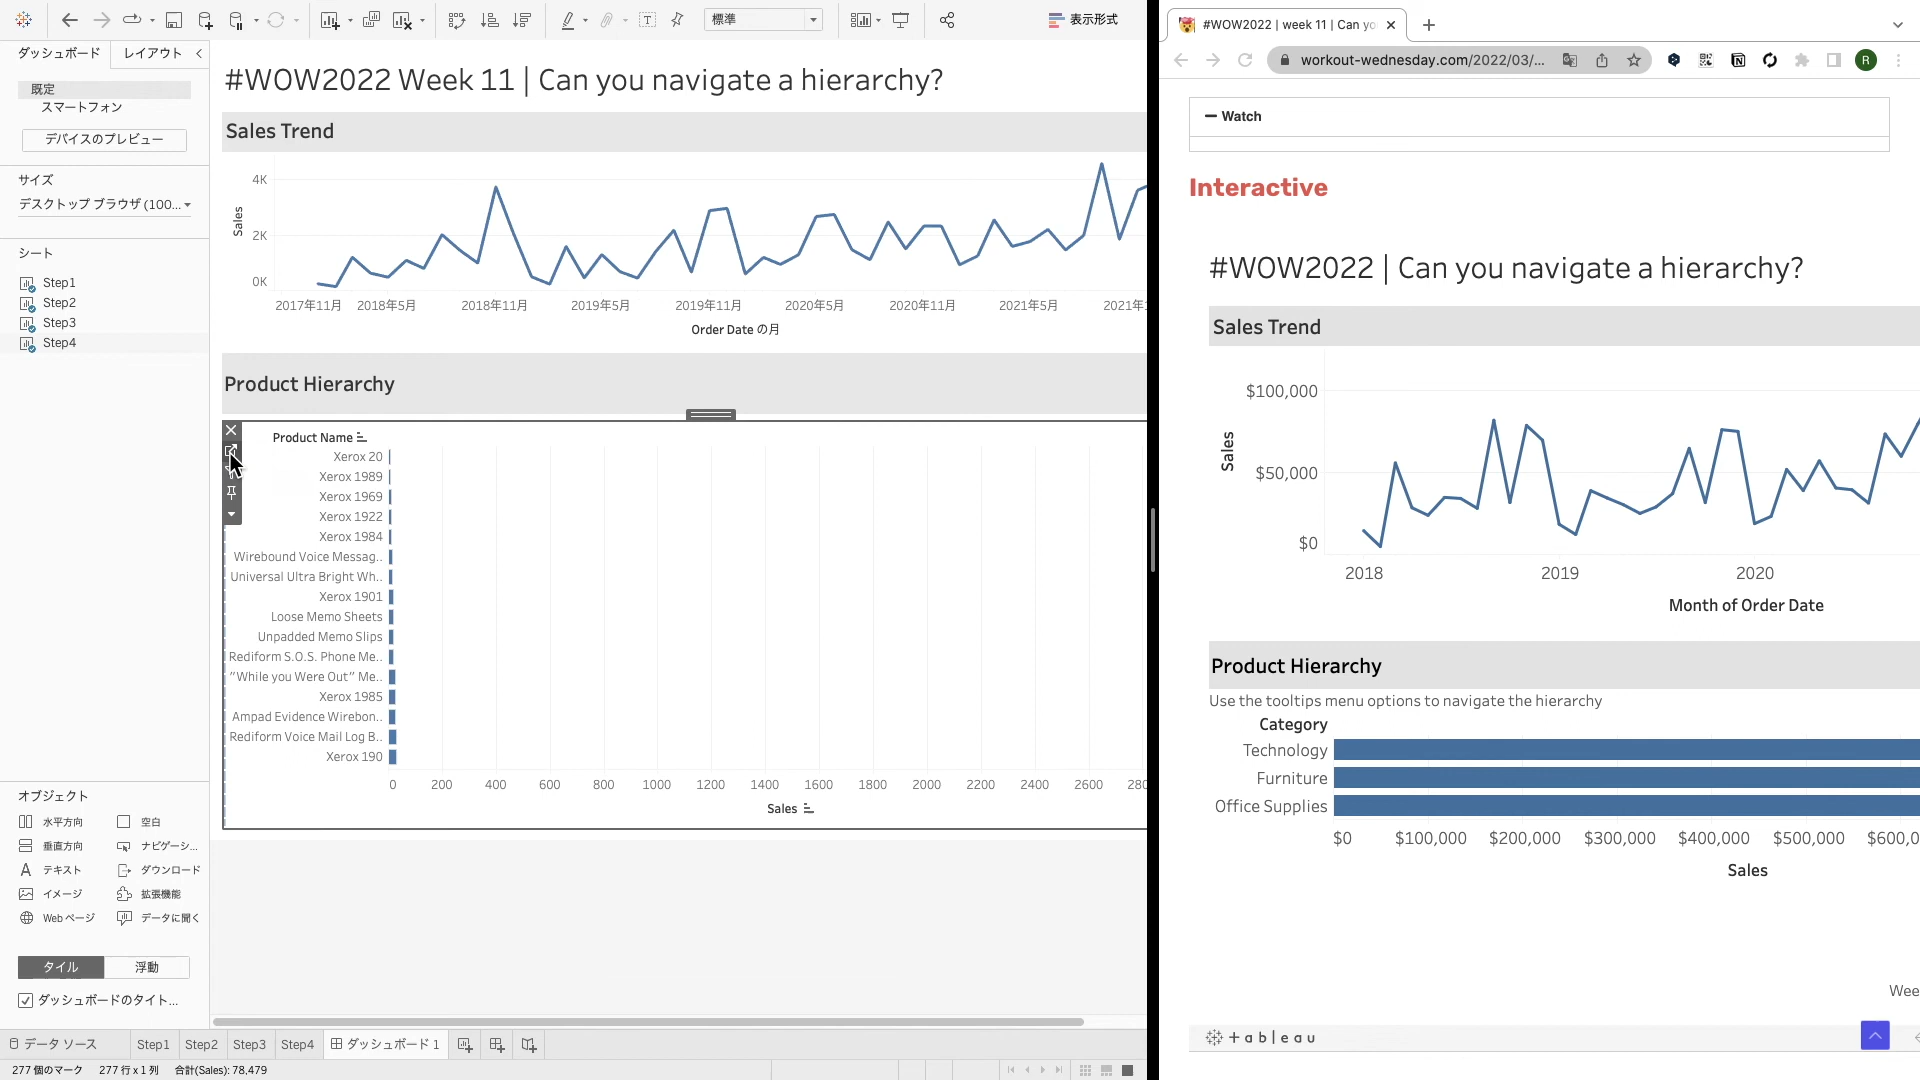 標準
表示形式
ダッシュボード
レイアウト
既定
スマートフォン
デバイスのプレビュー
サイズ
デスクトップ ブラウザ (100...
シート
Step1
Step2
Step3
Step4
オブジェクト
水平方向
空白
垂直方向
ナビゲーシ...
テキスト
ダウンロード
イメージ
拡張機能
Web ページ
データに聞く
タイル
浮動
ダッシュボードのタイト...
#WOW2022 Week 11 | Can you navigate a hierarchy?
Sales Trend
4K
2K
0K
Sales
2017年11月
2018年5月
2018年11月
2019年5月
2019年11月
2020年5月
2020年11月
2021年5月
2021年1
Order Date の月
Product Hierarchy
Product Name
Xerox 20
Xerox 1989
Xerox 1969
Xerox 1922
Xerox 1984
Wirebound Voice Messag..
Universal Ultra Bright Wh..
Xerox 1901
Loose Memo Sheets
Unpadded Memo Slips
Rediform S.O.S. Phone Me..
"While you Were Out" Me..
Xerox 1985
Ampad Evidence Wirebon..
Rediform Voice Mail Log B..
Xerox 190
0 200 400 600 800 1000 1200 1400 1600 1800 2000 2200 2400 2600 280
Sales
データ ソース
Step1
Step2
Step3
Step4
ダッシュボード 1
277 個のマーク
277 行 x 1 列
合計(Sales): 78,479
#WOW2022 | week 11 | Can yo
workout-wednesday.com/2022/03/...
R
Watch
Interactive
#WOW2022 | Can you navigate a hierarchy?
Sales Trend
$100,000
$50,000
$0
Sales
2018
2019
2020
Month of Order Date
Product Hierarchy
Use the tooltips menu options to navigate the hierarchy
Category
Technology
Furniture
Office Supplies
$0 $100,000 $200,000 $300,000 $400,000 $500,000 $600,0
Sales
Wee
+ableau